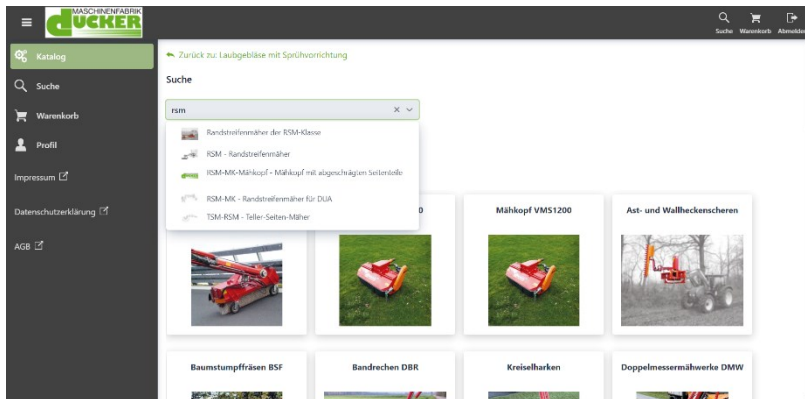 MASCHINENFABRIK
DÜCKER
Suche
Warenkorb
Abmelden
Katalog
Suche
Warenkorb
Profil
Impressum
Datenschutzerklärung
AGB
Zurück zu: Laubgebläse mit Sprühvorrichtung
Suche
rsm
Randstreifenmäher der RSM-Klasse
RSM - Randstreifenmäher
RSM-MK-Mähkopf - Mähkopf mit abgeschrägten Seitenteile
RSM-MK - Randstreifenmäher für DUA
TSM-RSM - Teller-Seiten-Mäher
0
Mähkopf VMS1200
Ast- und Wallheckenscheren
Baumstumpffräsen BSF
Bandrechen DBR
Kreiselharken
Doppelmessermähwerke DMW